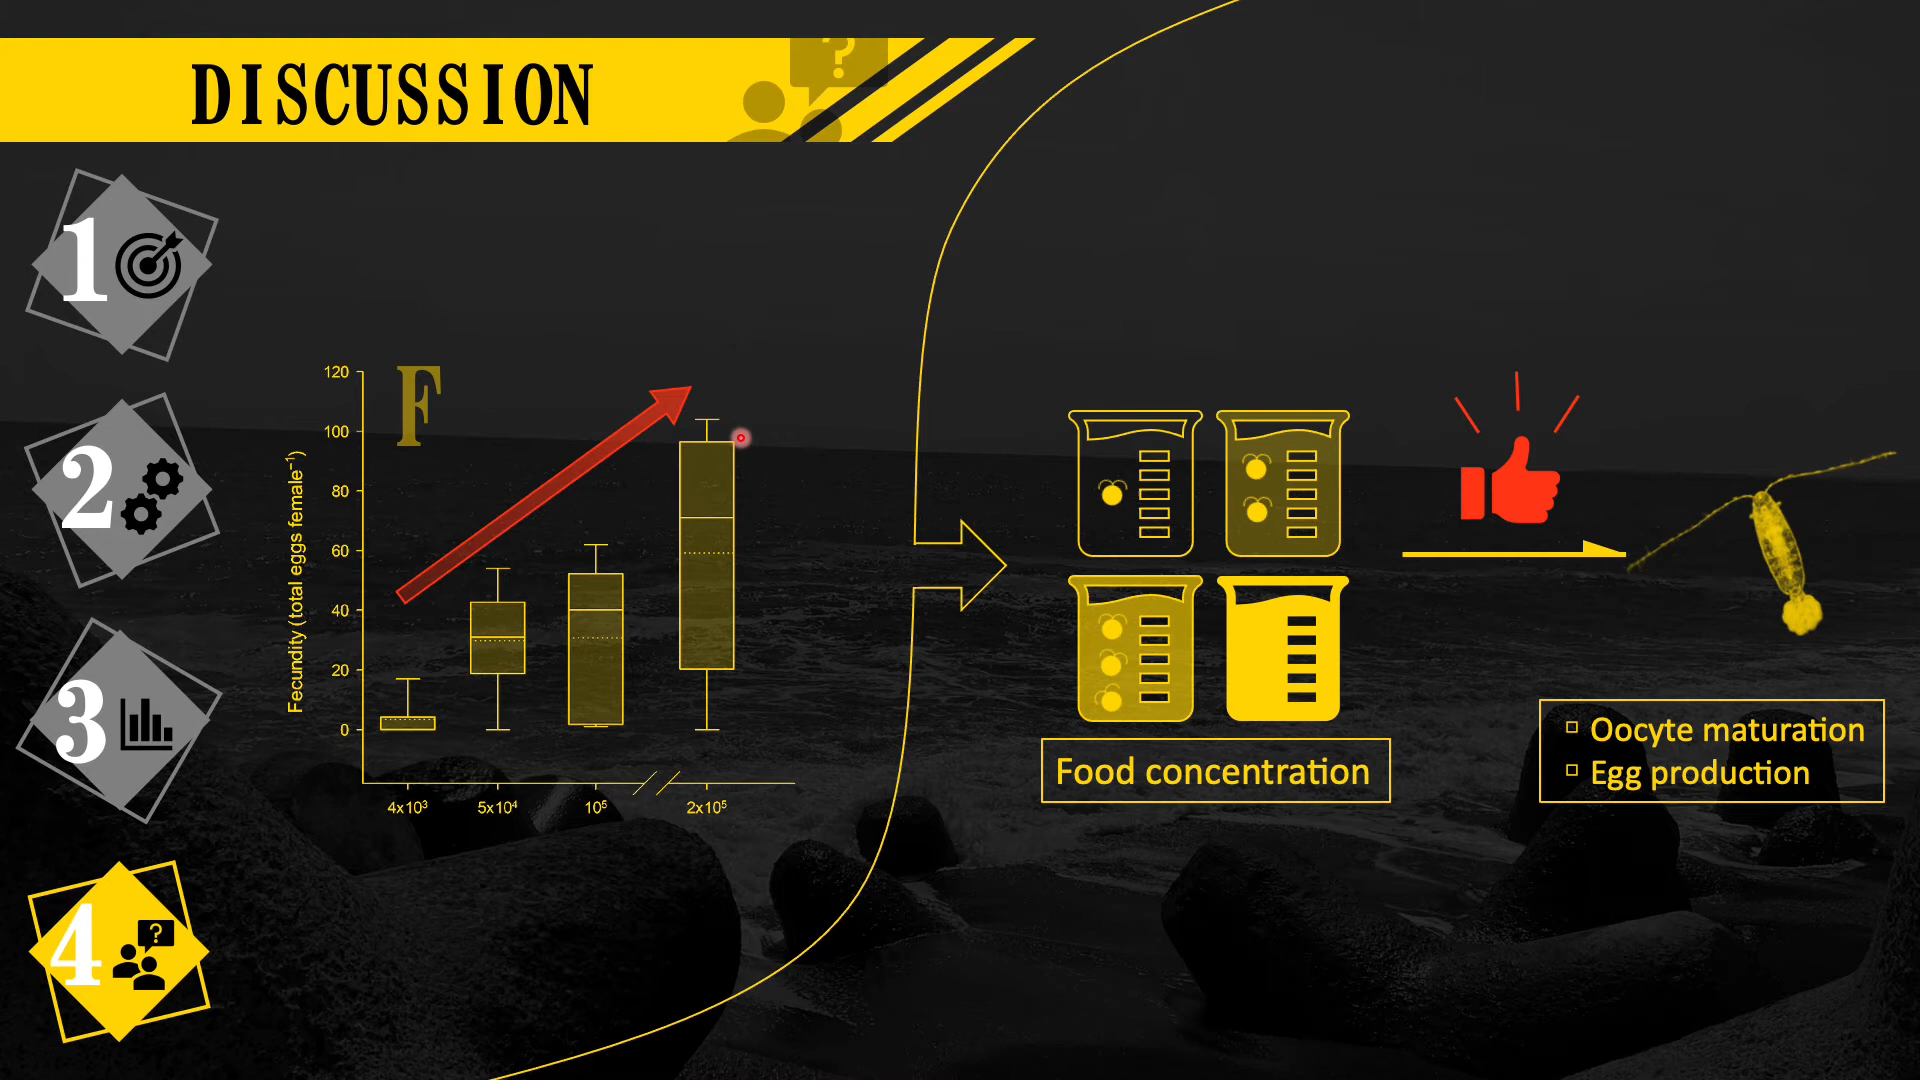 DISCUSSION
?
1
2
3
4
?
F
Fecundity (total eggs female⁻¹)
120
100
80
60
40
20
0
4x10³
5x10⁴
10⁵
2x10⁵
Food concentration
Oocyte maturation
Egg production